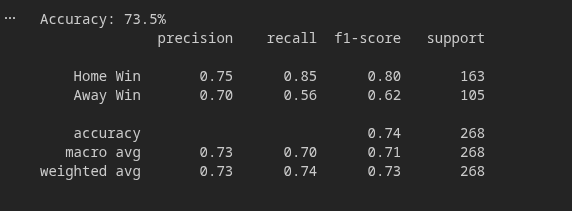 ... Accuracy: 73.5%
precision recall f1-score support
Home Win 0.75 0.85 0.80 163
Away Win 0.70 0.56 0.62 105
accuracy 0.74 268
macro avg 0.73 0.70 0.71 268
weighted avg 0.73 0.74 0.73 268